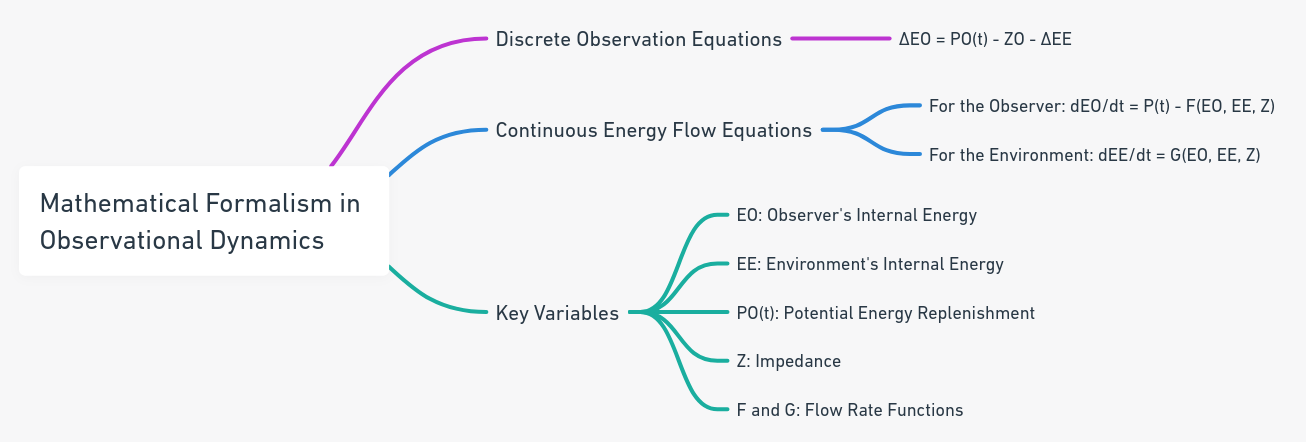 Mathematical Formalism in
Observational Dynamics
Discrete Observation Equations
ΔEO = PO(t) - ZO - ΔEE
Continuous Energy Flow Equations
For the Observer: dEO/dt = P(t) - F(EO, EE, Z)
For the Environment: dEE/dt = G(EO, EE, Z)
Key Variables
EO: Observer's Internal Energy
EE: Environment's Internal Energy
PO(t): Potential Energy Replenishment
Z: Impedance
F and G: Flow Rate Functions